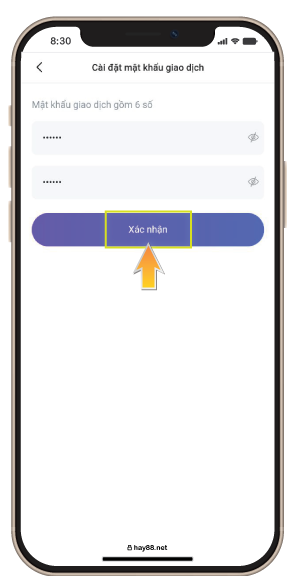 8:30
Cài đặt mật khẩu giao dịch
Mật khẩu giao dịch gồm 6 số
••••••
••••••
Xác nhận
hay88.net